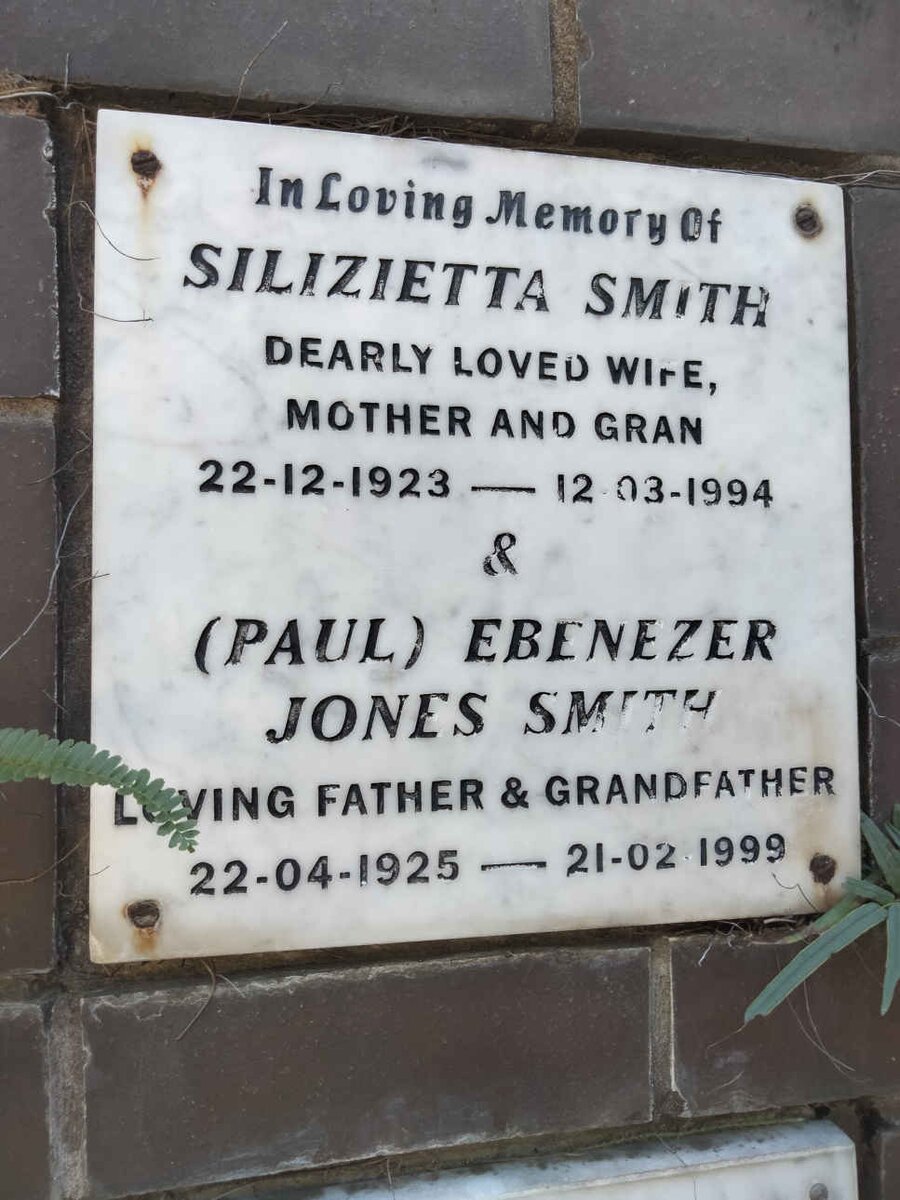 In Loving Memory Of
SILIZIETTA SMITH
DEARLY LOVED WIFE,
MOTHER AND GRAN
22-12-1923 — 12-03-1994
&
(PAUL) EBENEZER
JONES SMITH
LOVING FATHER & GRANDFATHER
22-04-1925 — 21-02-1999